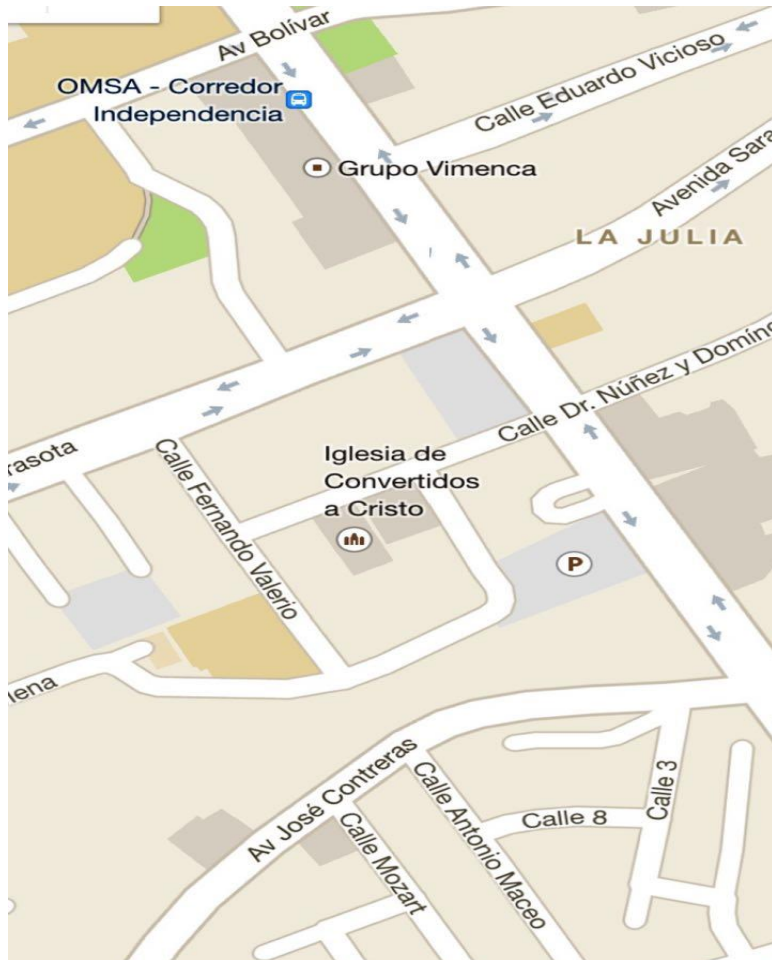 Av Bolívar
OMSA - Corredor
Independencia
Calle Eduardo Vicioso
Grupo Vimenca
Avenida Sara
LA JULIA
Calle Dr. Núñez y Domín
rasota
Calle Fernando Valerio
Iglesia de
Convertidos
a Cristo
P
ena
Av José Contreras
Calle Mozart
Calle Antonio Maceo
Calle 8
Calle 3